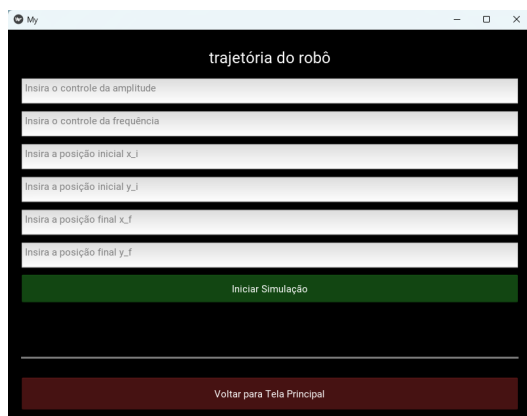 My
trajetória do robô
Insira o controle da amplitude
Insira o controle da frequência
Insira a posição inicial x_i
Insira a posição inicial y_i
Insira a posição final x_f
Insira a posição final y_f
Iniciar Simulação
Voltar para Tela Principal